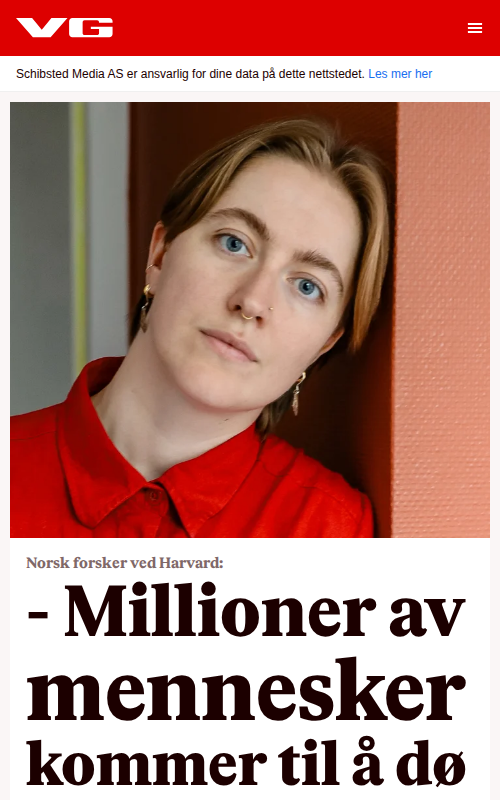 VG
Schibsted Media AS er ansvarlig for dine data på dette nettstedet. Les mer her
Norsk forsker ved Harvard:
- Millioner av
mennesker
kommer til å dø